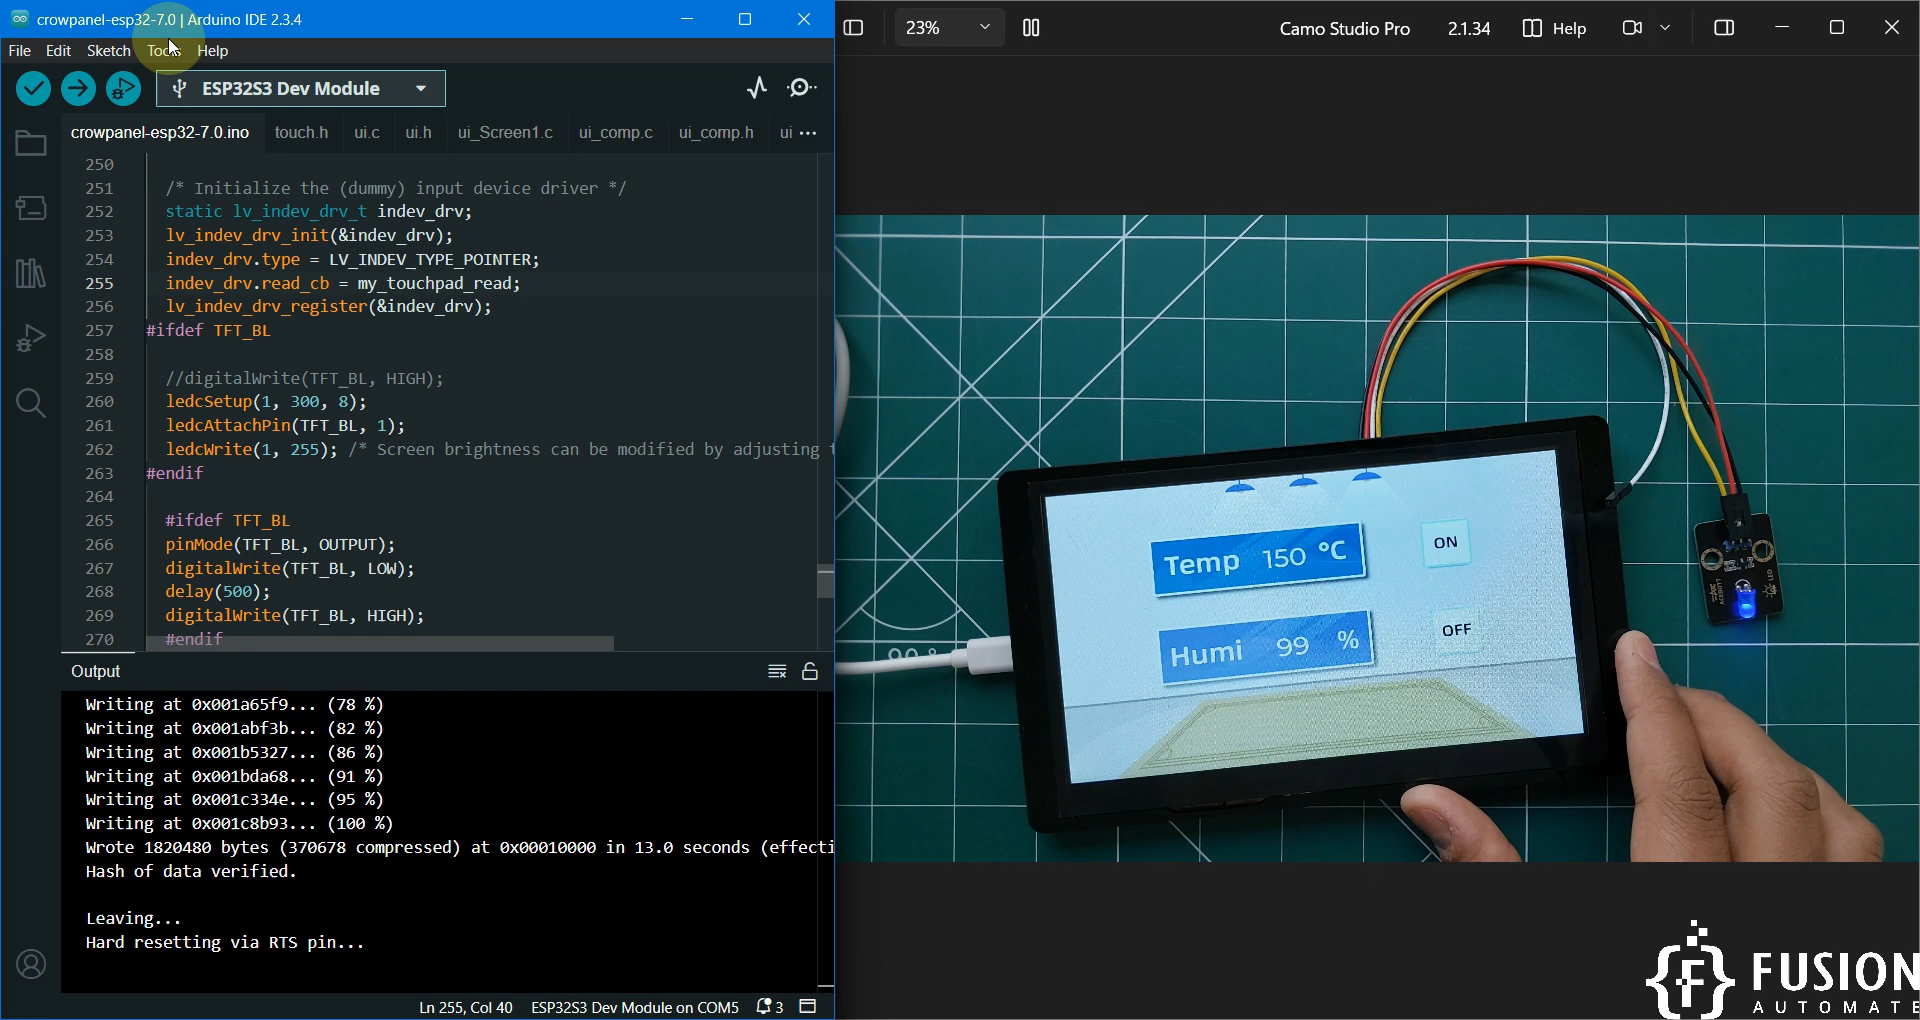 crowpanel-esp32-7.0 | Arduino IDE 2.3.4
File Edit Sketch Tools Help
ESP32S3 Dev Module
crowpanel-esp32-7.0.ino touch.h ui.c ui.h ui_Screen1.c ui_comp.c ui_comp.h ui ...
250
251 /* Initialize the (dummy) input device driver */
252 static lv_indev_drv_t indev_drv;
253 lv_indev_drv_init(&indev_drv);
254 indev_drv.type = LV_INDEV_TYPE_POINTER;
255 indev_drv.read_cb = my_touchpad_read;
256 lv_indev_drv_register(&indev_drv);
257 #ifdef TFT_BL
258
259 //digitalWrite(TFT_BL, HIGH);
260 ledcSetup(1, 300, 8);
261 ledcAttachPin(TFT_BL, 1);
262 ledcWrite(1, 255); /* Screen brightness can be modified by adjusting t
263 #endif
264
265 #ifdef TFT_BL
266 pinMode(TFT_BL, OUTPUT);
267 digitalWrite(TFT_BL, LOW);
268 delay(500);
269 digitalWrite(TFT_BL, HIGH);
270 #endif
Output
Writing at 0x001a65f9... (78 %)
Writing at 0x001abf3b... (82 %)
Writing at 0x001b5327... (86 %)
Writing at 0x001bda68... (91 %)
Writing at 0x001c334e... (95 %)
Writing at 0x001c8b93... (100 %)
Wrote 1820480 bytes (370678 compressed) at 0x00010000 in 13.0 seconds (effecti
Hash of data verified.
Leaving...
Hard resetting via RTS pin...
Ln 255, Col 40 ESP32S3 Dev Module on COM5 3
23% Camo Studio Pro 2.1.34 Help
Temp 150 °C
ON
Humi 99 %
OFF
LED
FUSION
AUTOMATE